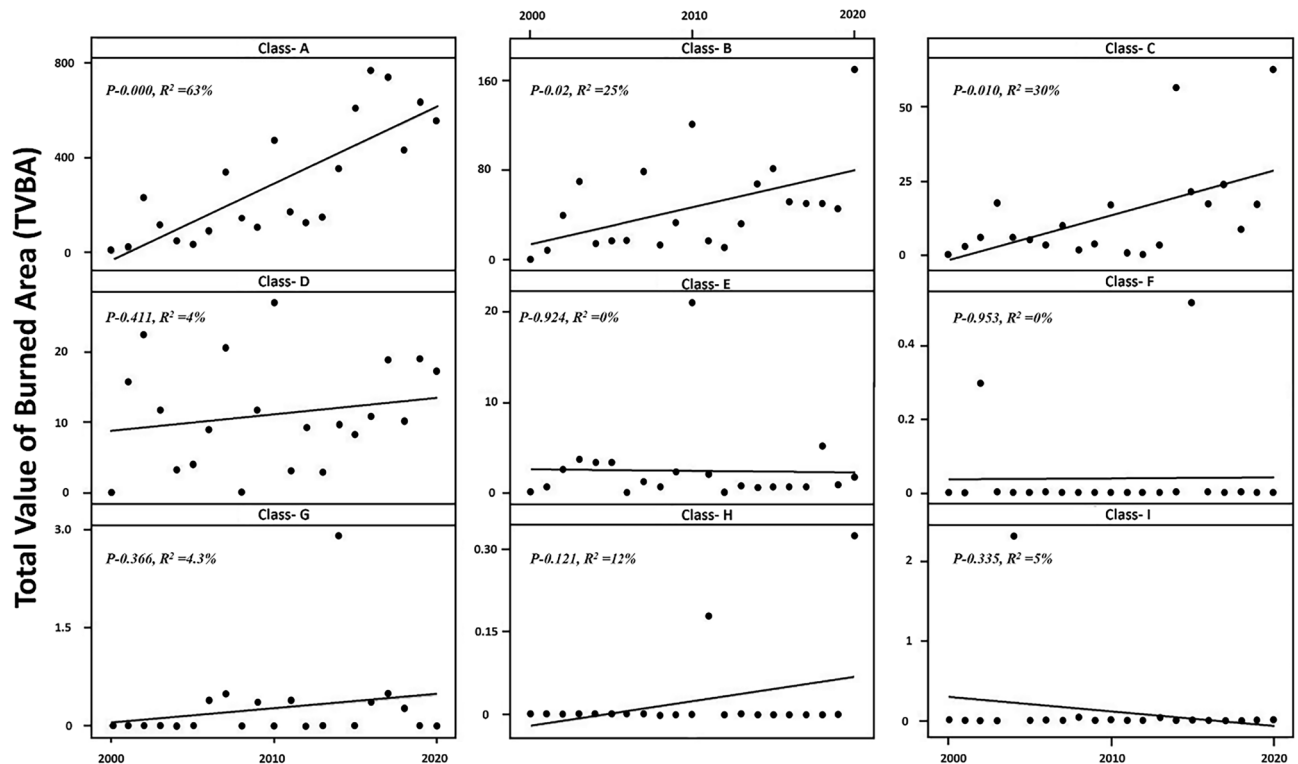 2000 2010 2020
Class- A Class- B Class- C
800 160 50
P-0.000, R² =63% P-0.02, R² =25% P-0.010, R² =30%
400 80 25
0 0 0
Class- D Class- E Class- F
P-0.411, R² =4% P-0.924, R² =0% P-0.953, R² =0%
20 20 0.4
10 10 0.2
0 0 0
Class- G Class- H Class- I
3.0 0.30 2
P-0.366, R² =4.3% P-0.121, R² =12% P-0.335, R² =5%
1.5 0.15 1
0 0 0
2000 2010 2020 2000 2010 2020
Total Value of Burned Area (TVBA)